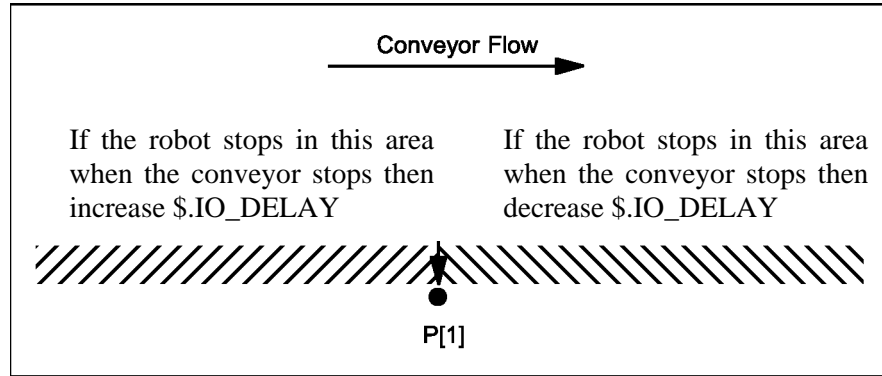 Conveyor Flow
If the robot stops in this area
when the conveyor stops then
increase $.IO_DELAY
If the robot stops in this area
when the conveyor stops then
decrease $.IO_DELAY
P[1]